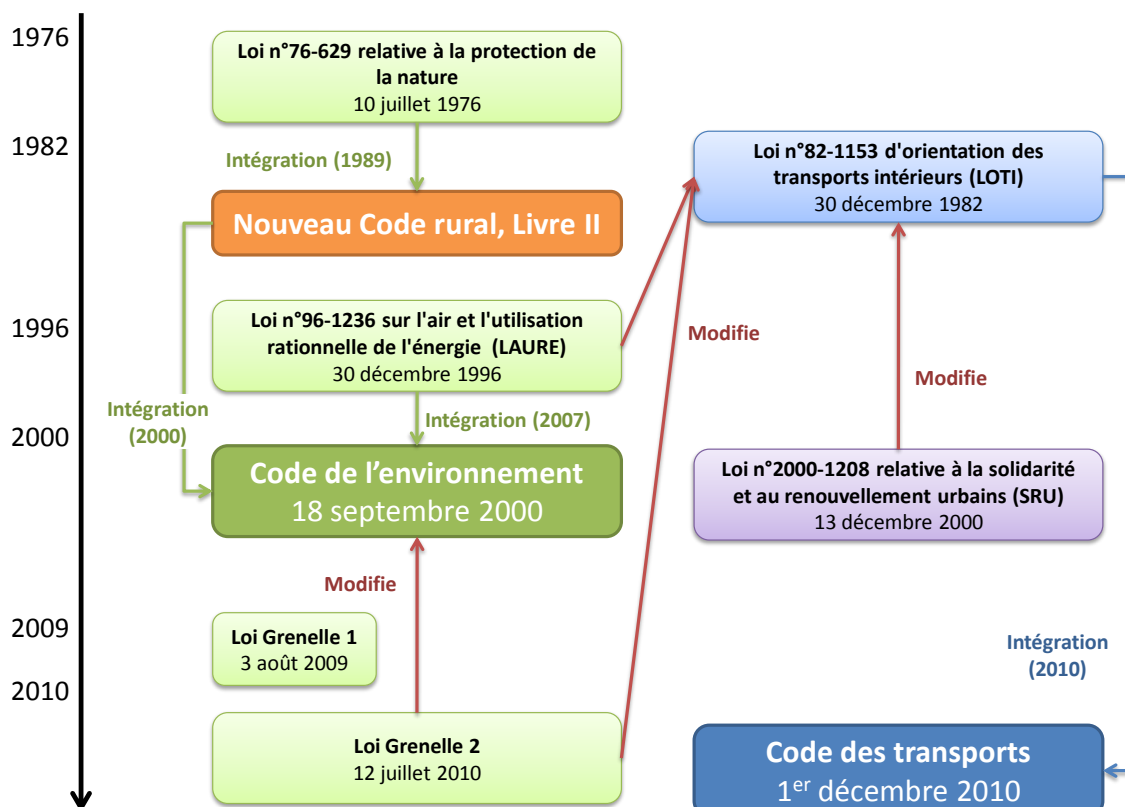 1976
Loi n°76-629 relative à la protection de
la nature
10 juillet 1976
1982
Intégration (1989)
Loi n°82-1153 d'orientation des
transports intérieurs (LOTI)
30 décembre 1982
Nouveau Code rural, Livre II
1996
Loi n°96-1236 sur l'air et l'utilisation
rationnelle de l'énergie (LAURE)
30 décembre 1996
Modifie
Modifie
Intégration
(2000)
Intégration (2007)
2000
Code de l’environnement
18 septembre 2000
Loi n°2000-1208 relative à la solidarité
et au renouvellement urbains (SRU)
13 décembre 2000
Modifie
2009
Loi Grenelle 1
3 août 2009
Intégration
(2010)
2010
Loi Grenelle 2
12 juillet 2010
Code des transports
1er décembre 2010